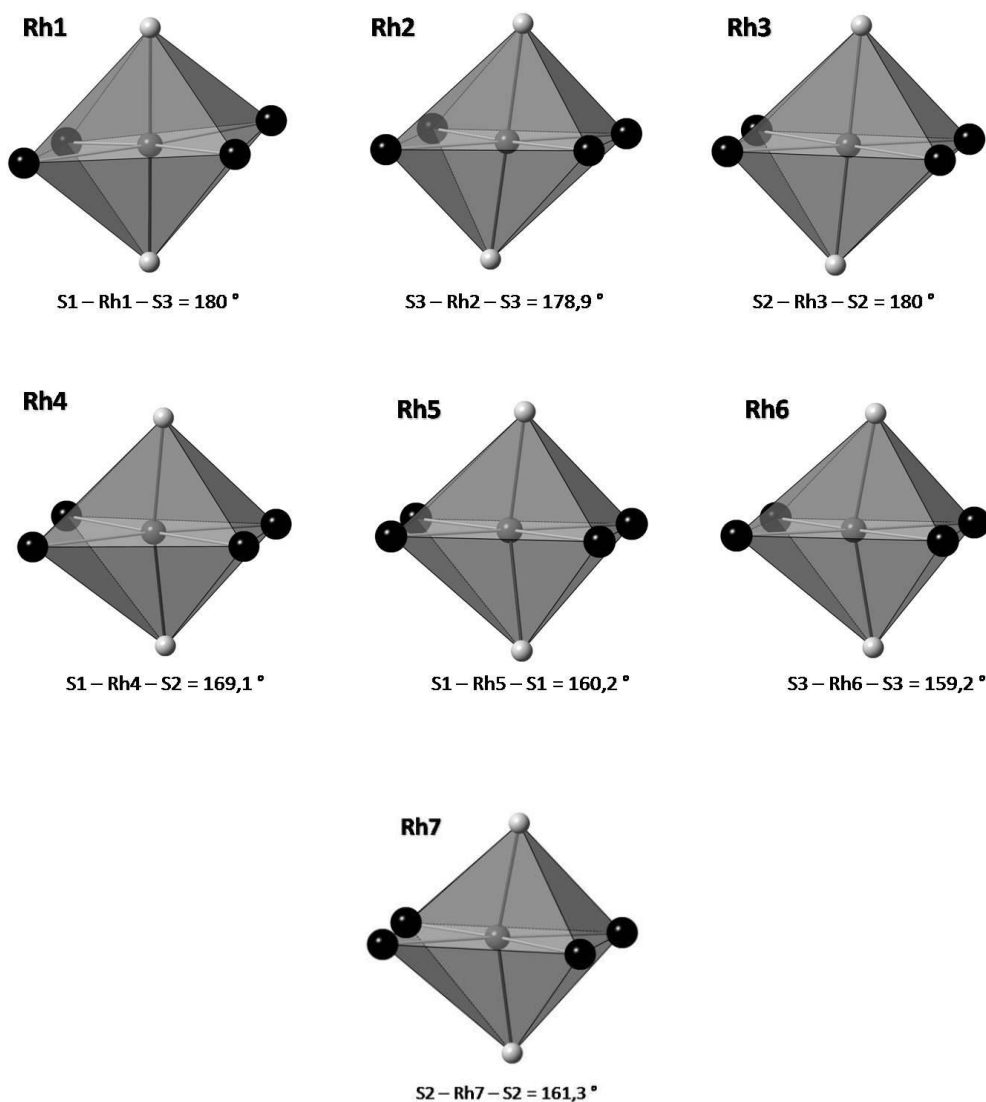 Rh1
Rh2
Rh3
S1 – Rh1 – S3 = 180 °
S3 – Rh2 – S3 = 178,9 °
S2 – Rh3 – S2 = 180 °
Rh4
Rh5
Rh6
S1 – Rh4 – S2 = 169,1 °
S1 – Rh5 – S1 = 160,2 °
S3 – Rh6 – S3 = 159,2 °
Rh7
S2 – Rh7 – S2 = 161,3 °